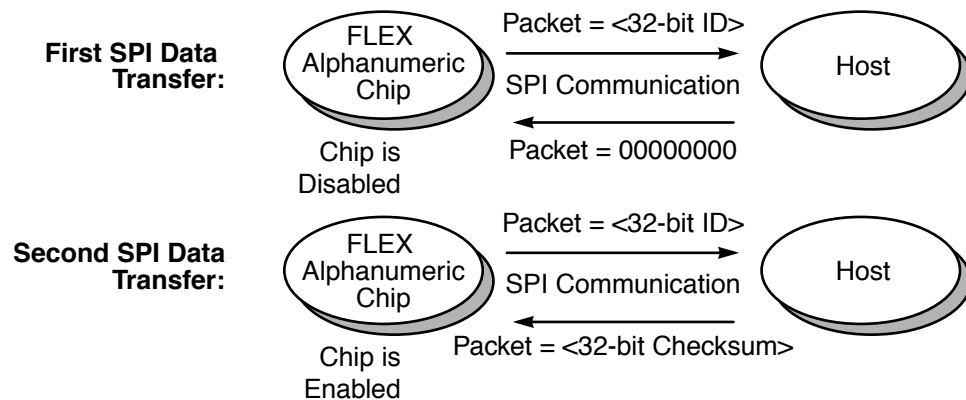 First SPI Data
Transfer:
FLEX
Alphanumeric
Chip
Packet = <32-bit ID>
SPI Communication
Packet = 00000000
Host
Chip is
Disabled
Second SPI Data
Transfer:
FLEX
Alphanumeric
Chip
Packet = <32-bit ID>
SPI Communication
Packet = <32-bit Checksum>
Host
Chip is
Enabled